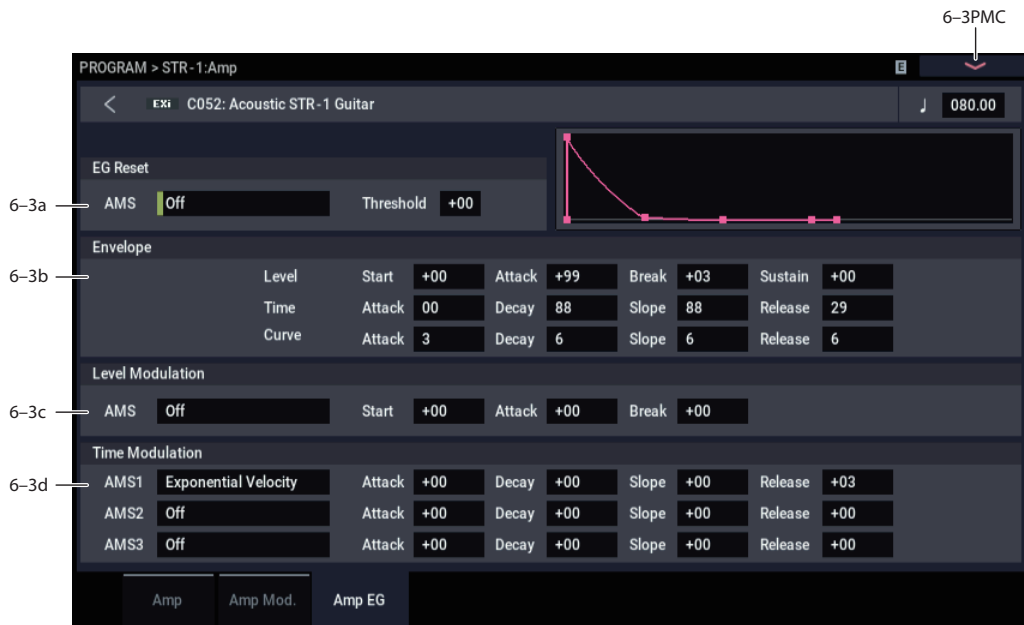 6–3PMC
PROGRAM > STR-1:Amp E
EXi C052: Acoustic STR-1 Guitar ♩ 080.00
EG Reset
6–3a AMS Off Threshold +00
Envelope
6–3b Level Start +00 Attack +99 Break +03 Sustain +00
Time Attack 00 Decay 88 Slope 88 Release 29
Curve Attack 3 Decay 6 Slope 6 Release 6
Level Modulation
6–3c AMS Off Start +00 Attack +00 Break +00
Time Modulation
6–3d AMS1 Exponential Velocity Attack +00 Decay +00 Slope +00 Release +03
AMS2 Off Attack +00 Decay +00 Slope +00 Release +00
AMS3 Off Attack +00 Decay +00 Slope +00 Release +00
Amp Amp Mod. Amp EG